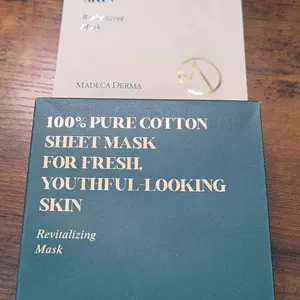 SKIN
Revitalizing
Mask
MADECA DERMA
100% PURE COTTON
SHEET MASK
FOR FRESH,
YOUTHFUL-LOOKING
SKIN
Revitalizing
Mask